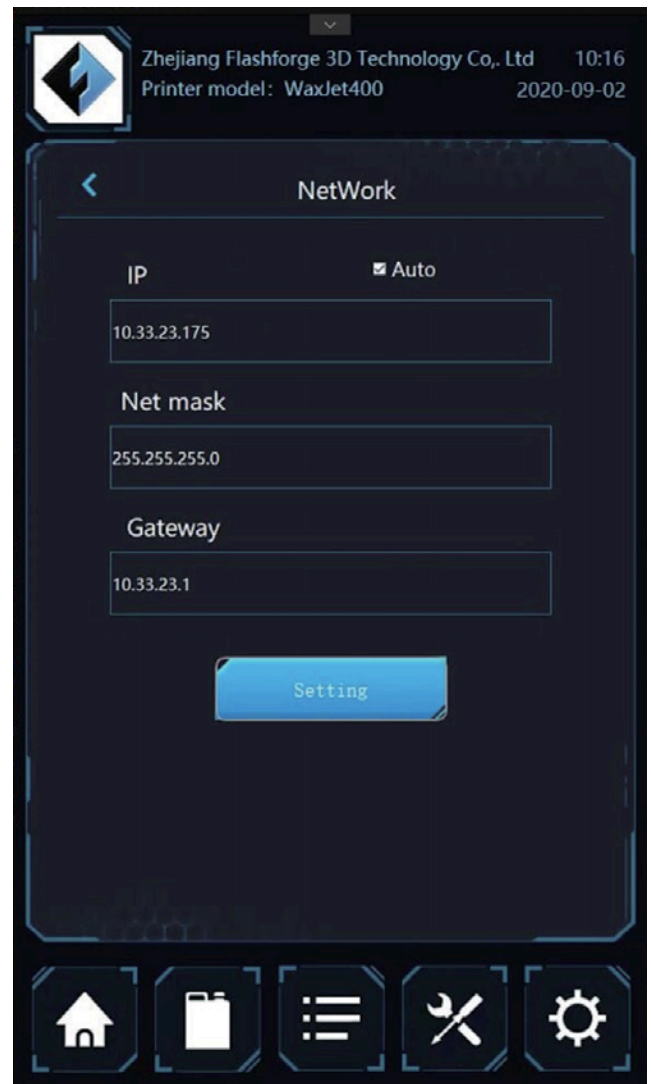 Zhejiang Flashforge 3D Technology Co,. Ltd 10:16
Printer model: WaxJet400 2020-09-02
NetWork
IP Auto
10.33.23.175
Net mask
255.255.255.0
Gateway
10.33.23.1
Setting